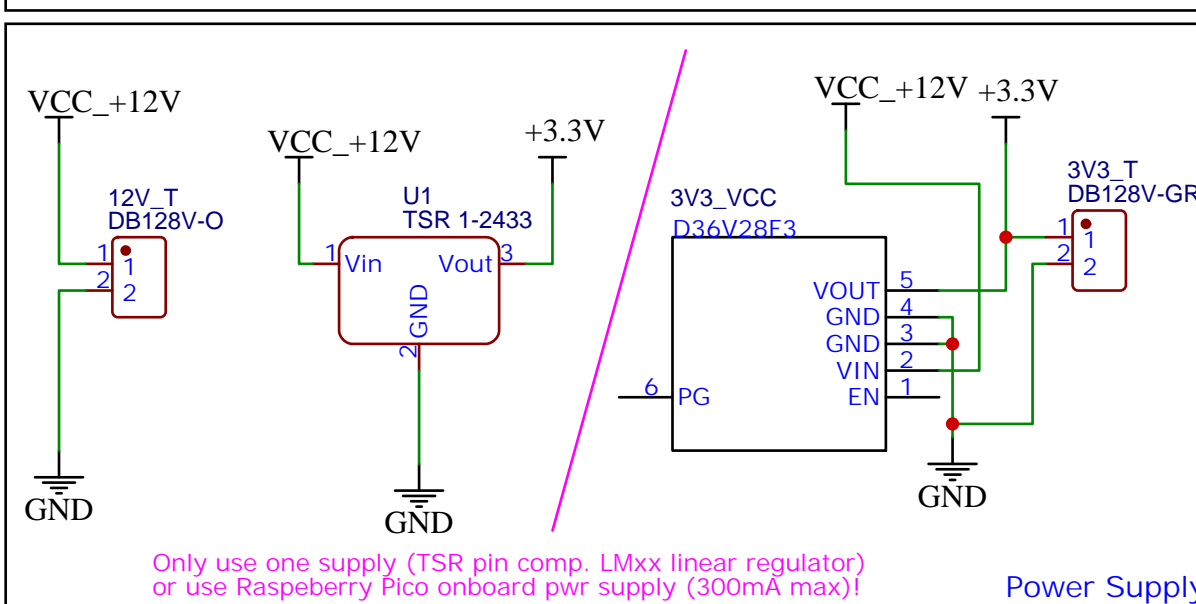 VCC_+12V
12V_T
DB128V-O
1
2
1
2
GND
VCC_+12V
+3.3V
U1
TSR 1-2433
1
Vin
Vout
3
GND
2
GND
VCC_+12V
+3.3V
3V3_VCC
D36V28F3
VOUT
5
GND
4
GND
3
VIN
2
EN
1
6
PG
GND
3V3_T
DB128V-GR
1
2
1
2
Only use one supply (TSR pin comp. LMxx linear regulator)
or use Raspeberry Pico onboard pwr supply (300mA max)!
Power Supply